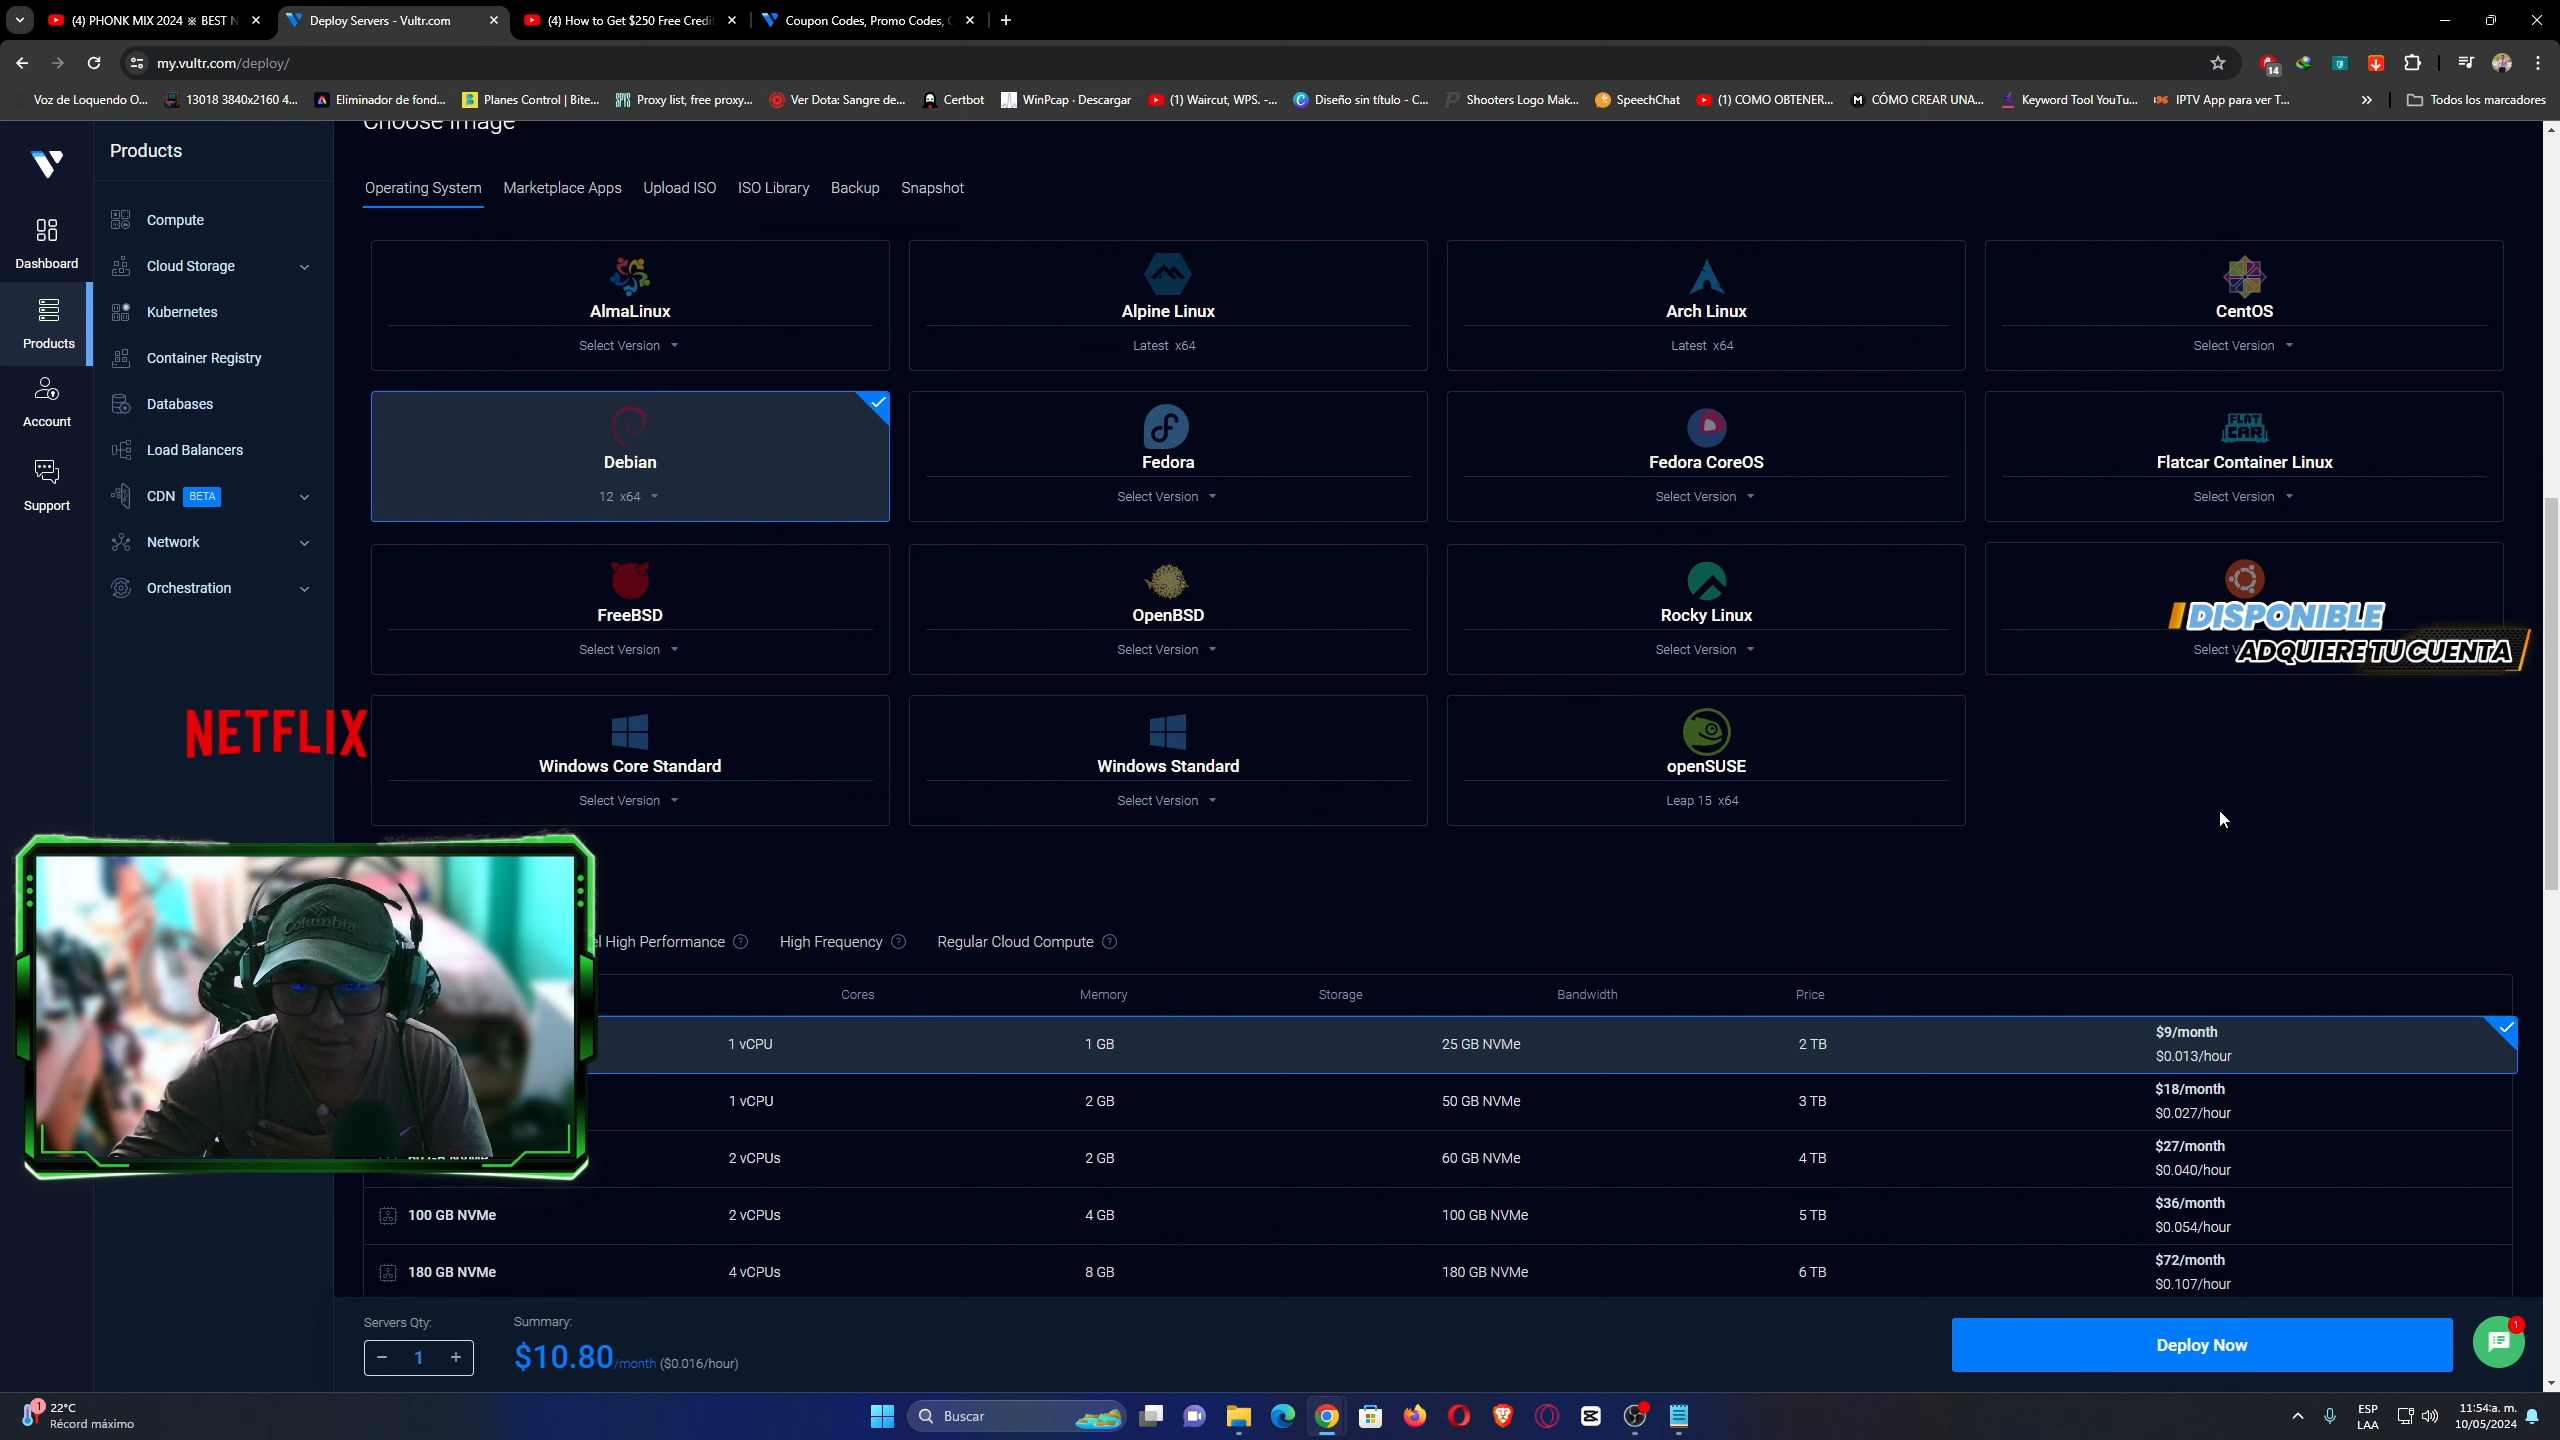 (4) PHONK MIX 2024 ※ BEST N
Deploy Servers - Vultr.com
(4) How to Get $250 Free Credi
Coupon Codes, Promo Codes, C
my.vultr.com/deploy/
14
Voz de Loquendo O...
13018 3840x2160 4...
Eliminador de fond...
Planes Control | Bite...
Proxy list, free proxy...
Ver Dota: Sangre de...
Certbot
WinPcap · Descargar
(1) Waircut, WPS. -...
Diseño sin título - C...
Shooters Logo Mak...
SpeechChat
(1) COMO OBTENER...
CÓMO CREAR UNA...
Keyword Tool YouTu...
IPTV App para ver T...
Todos los marcadores
Choose Image
Products
Operating System
Marketplace Apps
Upload ISO
ISO Library
Backup
Snapshot
Dashboard
Products
Account
Support
Compute
Cloud Storage
Kubernetes
Container Registry
Databases
Load Balancers
CDN BETA
Network
Orchestration
AlmaLinux
Select Version
Alpine Linux
Latest x64
Arch Linux
Latest x64
CentOS
Select Version
Debian
12 x64
Fedora
Select Version
Fedora CoreOS
Select Version
FLAT
CAR
Flatcar Container Linux
Select Version
FreeBSD
Select Version
OpenBSD
Select Version
Rocky Linux
Select Version
DISPONIBLE
Select V
ADQUIERE TU CUENTA
NETFLIX
Windows Core Standard
Select Version
Windows Standard
Select Version
openSUSE
Leap 15 x64
Columbia
el High Performance
High Frequency
Regular Cloud Compute
Cores Memory Storage Bandwidth Price
1 vCPU 1 GB 25 GB NVMe 2 TB $9/month
$0.013/hour
1 vCPU 2 GB 50 GB NVMe 3 TB $18/month
$0.027/hour
2 vCPUs 2 GB 60 GB NVMe 4 TB $27/month
$0.040/hour
100 GB NVMe 2 vCPUs 4 GB 100 GB NVMe 5 TB $36/month
$0.054/hour
180 GB NVMe 4 vCPUs 8 GB 180 GB NVMe 6 TB $72/month
$0.107/hour
Servers Qty:
1
Summary:
$10.80/month ($0.016/hour)
Deploy Now
1
1
22°C
Récord máximo
Buscar
ESP
LAA
11:54 a. m.
10/05/2024